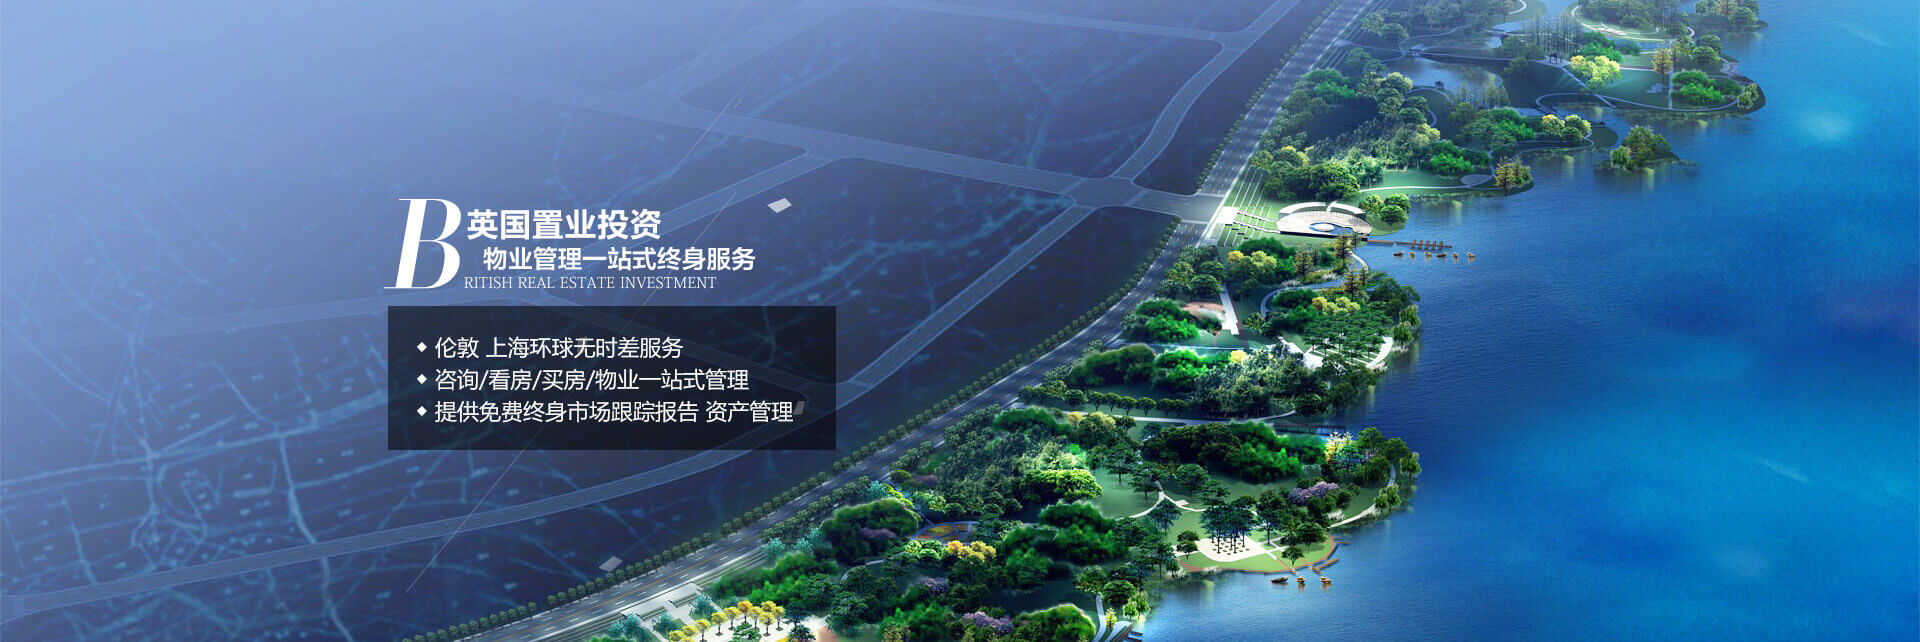 英国置业投资
物业管理一站式终身服务
BRITISH REAL ESTATE INVESTMENT
伦敦 上海环球无时差服务
咨询/看房/买房/物业一站式管理
提供免费终身市场跟踪报告 资产管理